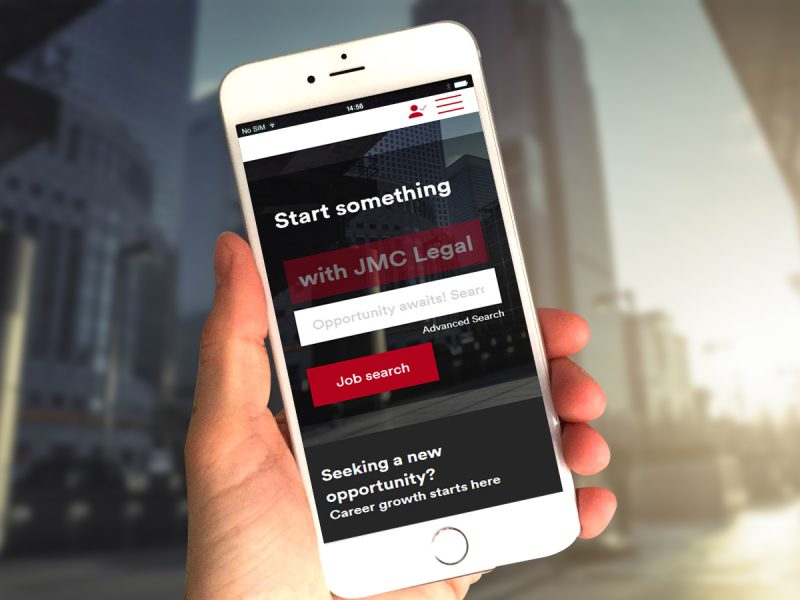 No SIM
14:56
Start something
with JMC Legal
Opportunity awaits! Searc
Advanced Search
Job search
Seeking a new
opportunity?
Career growth starts here